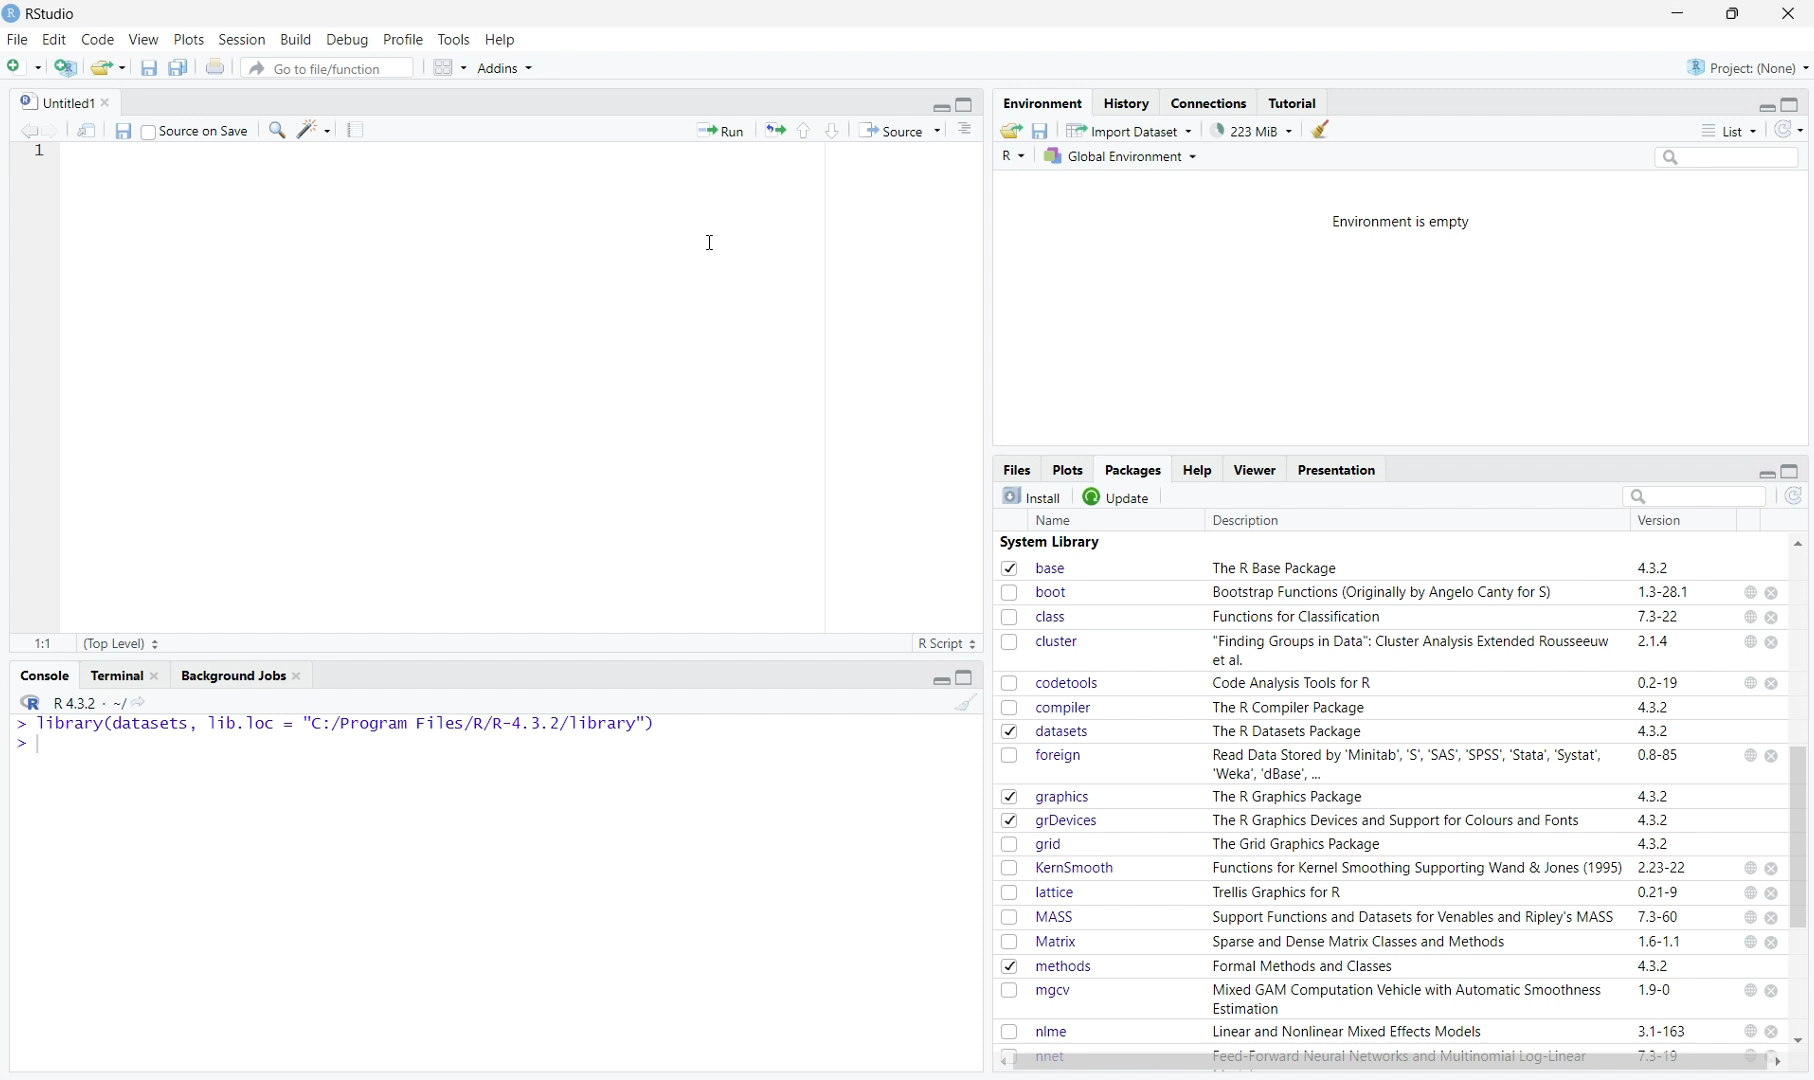 RStudio
File Edit Code View Plots Session Build Debug Profile Tools Help
Go to file/function Addins Project: (None)
Untitled1
Source on Save Run Source
1
1:1 (Top Level) R Script
Console Terminal Background Jobs
R 4.3.2 · ~/
> library(datasets, lib.loc = "C:/Program Files/R/R-4.3.2/library")
>
Environment History Connections Tutorial
Import Dataset 223 MiB List
R Global Environment
Environment is empty
Files Plots Packages Help Viewer Presentation
Install Update
Name Description Version
System Library
base The R Base Package 4.3.2
boot Bootstrap Functions (Originally by Angelo Canty for S) 1.3-28.1
class Functions for Classification 7.3-22
cluster "Finding Groups in Data": Cluster Analysis Extended Rousseeuw 2.1.4
et al.
codetools Code Analysis Tools for R 0.2-19
compiler The R Compiler Package 4.3.2
datasets The R Datasets Package 4.3.2
foreign Read Data Stored by 'Minitab', 'S', 'SAS', 'SPSS', 'Stata', 'Systat', 0.8-85
'Weka', 'dBase', ...
graphics The R Graphics Package 4.3.2
grDevices The R Graphics Devices and Support for Colours and Fonts 4.3.2
grid The Grid Graphics Package 4.3.2
KernSmooth Functions for Kernel Smoothing Supporting Wand & Jones (1995) 2.23-22
lattice Trellis Graphics for R 0.21-9
MASS Support Functions and Datasets for Venables and Ripley's MASS 7.3-60
Matrix Sparse and Dense Matrix Classes and Methods 1.6-1.1
methods Formal Methods and Classes 4.3.2
mgcv Mixed GAM Computation Vehicle with Automatic Smoothness 1.9-0
Estimation
nlme Linear and Nonlinear Mixed Effects Models 3.1-163
nnet Feed-Forward Neural Networks and Multinomial Log-Linear 7.3-19